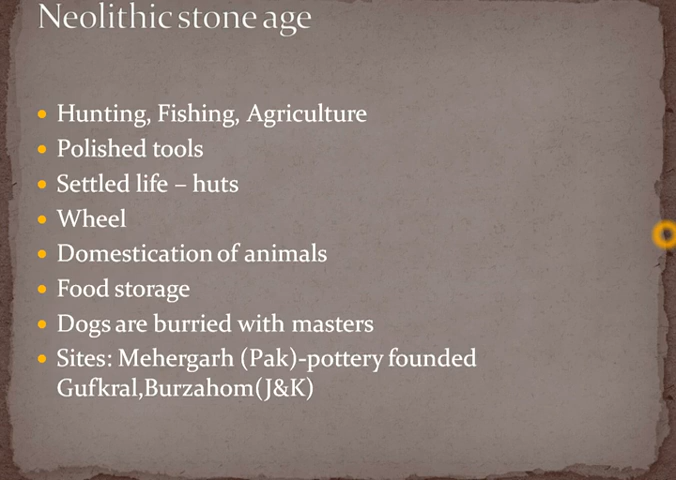 Neolithic stone age
Hunting, Fishing, Agriculture
Polished tools
Settled life – huts
Wheel
Domestication of animals
Food storage
Dogs are burried with masters
Sites: Mehergarh (Pak)-pottery founded
Gufkral,Burzahom(J&K)